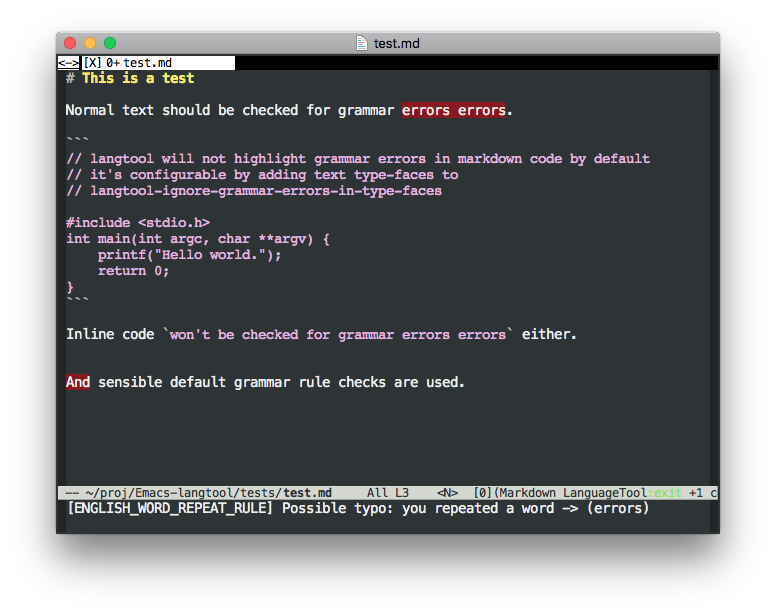 test.md
<-> [X] 0+ test.md
# This is a test
Normal text should be checked for grammar errors errors.
```
// langtool will not highlight grammar errors in markdown code by default
// it's configurable by adding text type-faces to
// langtool-ignore-grammar-errors-in-type-faces
#include <stdio.h>
int main(int argc, char **argv) {
    printf("Hello world.");
    return 0;
}
```
Inline code `won't be checked for grammar errors errors` either.
And sensible default grammar rule checks are used.
-- ~/proj/Emacs-langtool/tests/test.md All L3 <N> [0](Markdown LanguageTool:exit +1 c
[ENGLISH_WORD_REPEAT_RULE] Possible typo: you repeated a word -> (errors)